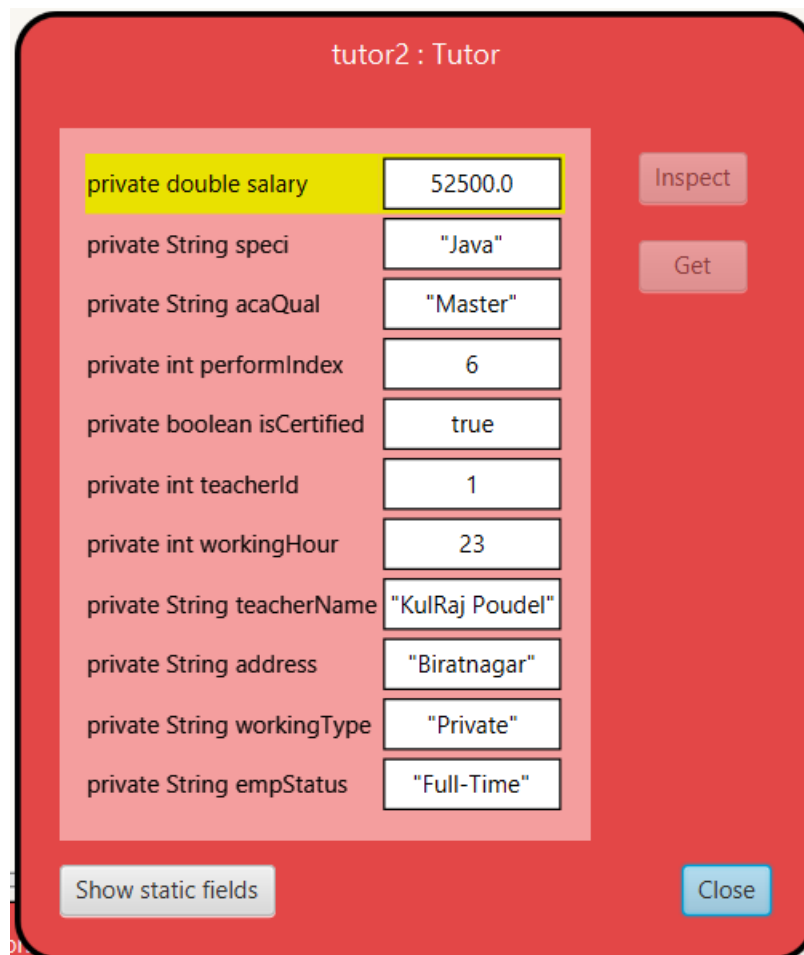 tutor2 : Tutor
private double salary 52500.0
Inspect
private String speci "Java"
Get
private String acaQual "Master"
private int performIndex 6
private boolean isCertified true
private int teacherId 1
private int workingHour 23
private String teacherName "KulRaj Poudel"
private String address "Biratnagar"
private String workingType "Private"
private String empStatus "Full-Time"
Show static fields
Close